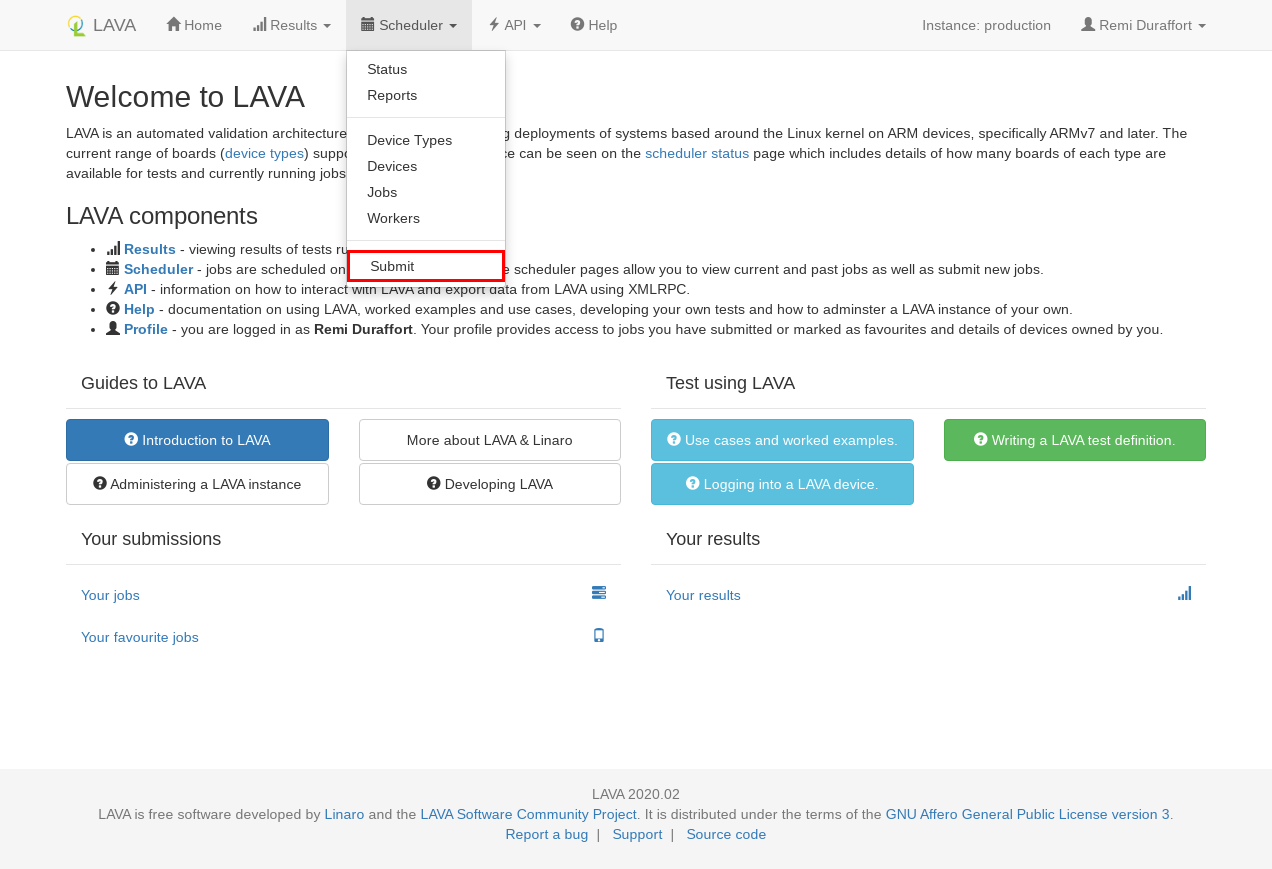 LAVA Home Results Scheduler API Help Instance: production Remi Duraffort
Status
Reports
Device Types
Devices
Jobs
Workers
Submit
Welcome to LAVA
LAVA is an automated validation architecture g deployments of systems based around the Linux kernel on ARM devices, specifically ARMv7 and later. The
current range of boards (device types) supp ce can be seen on the scheduler status page which includes details of how many boards of each type are
available for tests and currently running jobs
LAVA components
Results - viewing results of tests ru
Scheduler - jobs are scheduled on e scheduler pages allow you to view current and past jobs as well as submit new jobs.
API - information on how to interact with LAVA and export data from LAVA using XMLRPC.
Help - documentation on using LAVA, worked examples and use cases, developing your own tests and how to adminster a LAVA instance of your own.
Profile - you are logged in as Remi Duraffort. Your profile provides access to jobs you have submitted or marked as favourites and details of devices owned by you.
Guides to LAVA
Introduction to LAVA
More about LAVA & Linaro
Administering a LAVA instance
Developing LAVA
Test using LAVA
Use cases and worked examples.
Writing a LAVA test definition.
Logging into a LAVA device.
Your submissions
Your jobs
Your favourite jobs
Your results
Your results
LAVA 2020.02
LAVA is free software developed by Linaro and the LAVA Software Community Project. It is distributed under the terms of the GNU Affero General Public License version 3.
Report a bug | Support | Source code